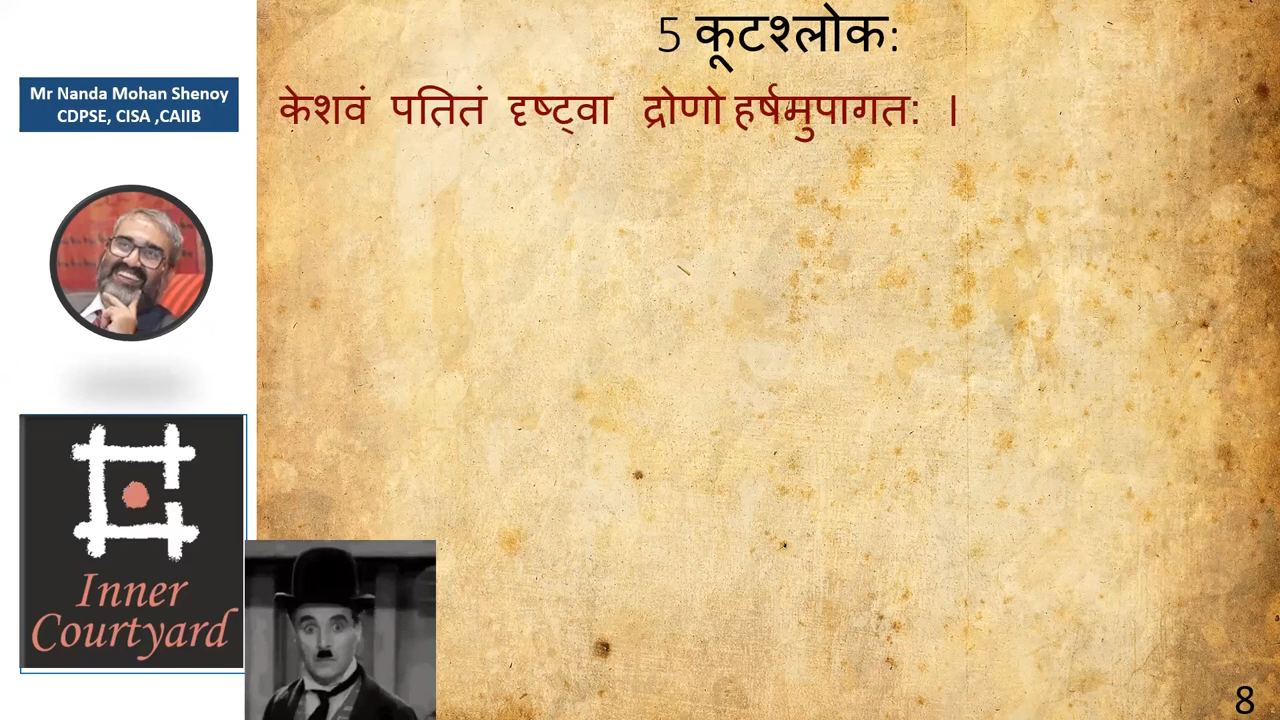 5 कूटश्लोक:
Mr Nanda Mohan Shenoy
CDPSE, CISA ,CAIIB
केशवं पतितं दृष्ट्वा द्रोणो हर्षमुपागत: ।
Inner
Courtyard
8